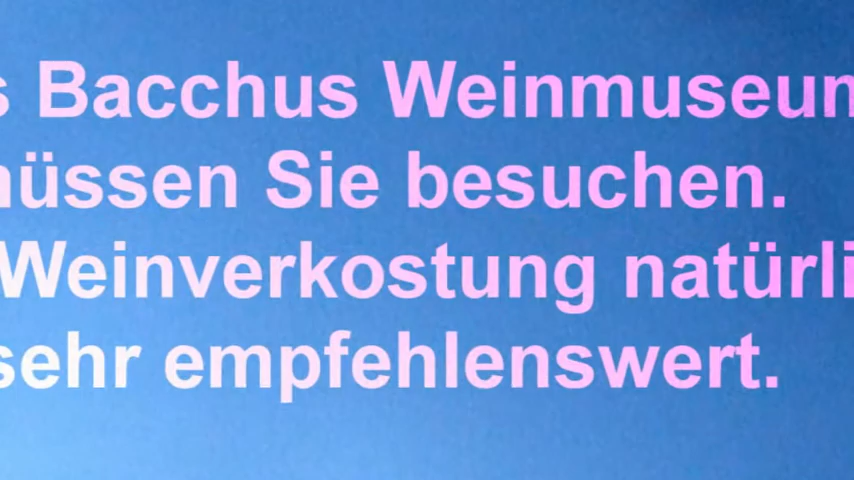 s Bacchus Weinmuseum
müssen Sie besuchen.
Weinverkostung natürli
sehr empfehlenswert.